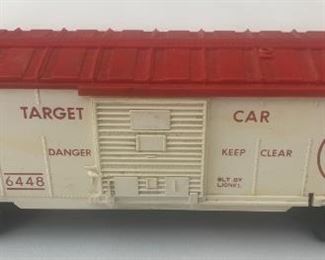 TARGET CAR
DANGER KEEP CLEAR
6448
BLT. BY
LIONEL